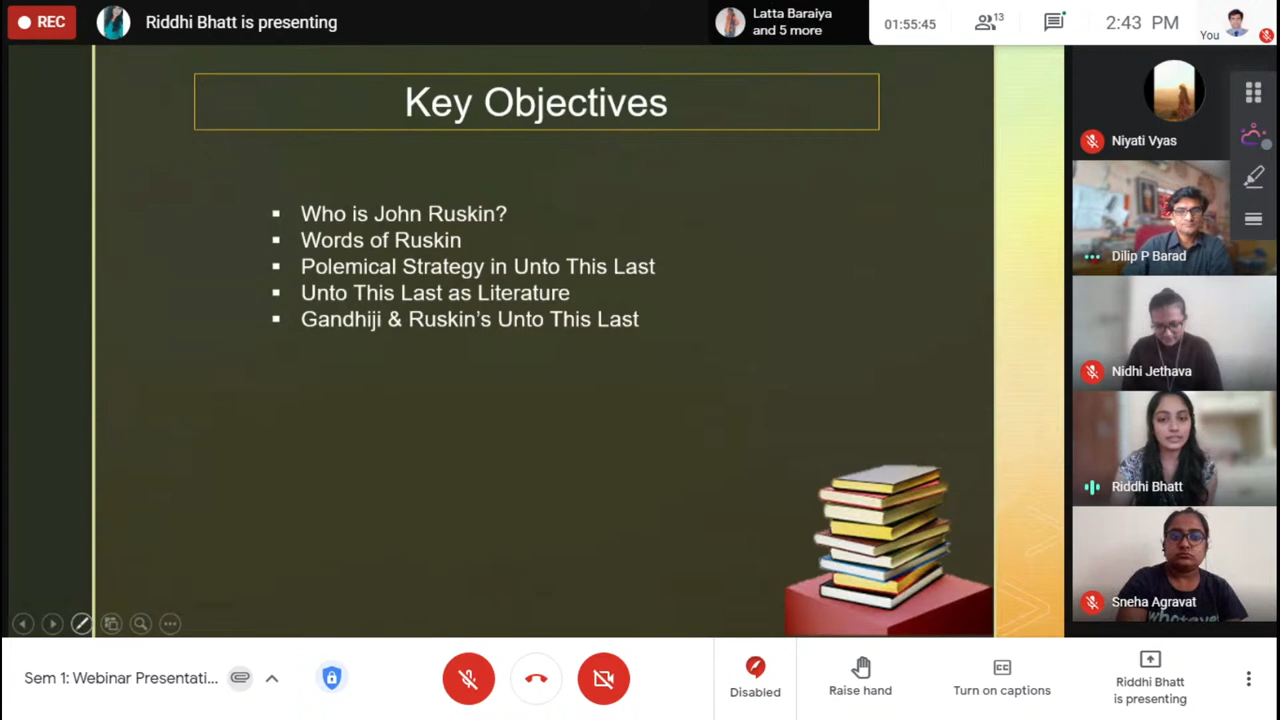 REC
Riddhi Bhatt is presenting
Latta Baraiya
and 5 more
01:55:45
13
2:43 PM
You
Key Objectives
Who is John Ruskin?
Words of Ruskin
Polemical Strategy in Unto This Last
Unto This Last as Literature
Gandhiji & Ruskin's Unto This Last
Niyati Vyas
Dilip P Barad
Nidhi Jethava
Riddhi Bhatt
Sneha Agravat
Sem 1: Webinar Presentati...
Disabled
Raise hand
CC
Turn on captions
Riddhi Bhatt
is presenting